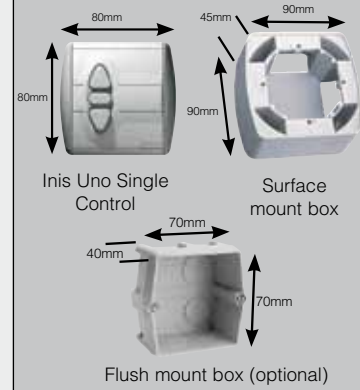 80mm
80mm
Inis Uno Single
Control
45mm
90mm
90mm
Surface
mount box
70mm
40mm
70mm
Flush mount box (optional)